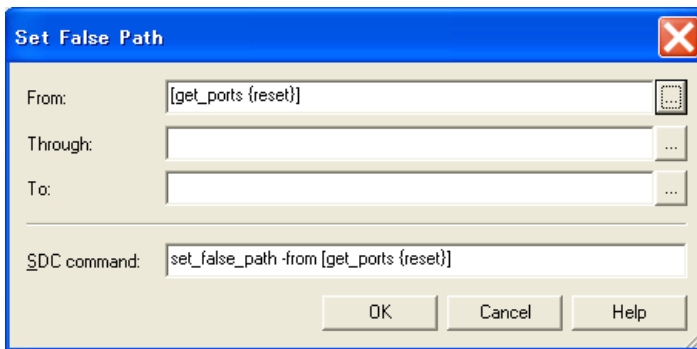 Set False Path
From: [get_ports {reset}] ...
Through: ...
To: ...
SDC command: set_false_path -from [get_ports {reset}]
OK Cancel Help